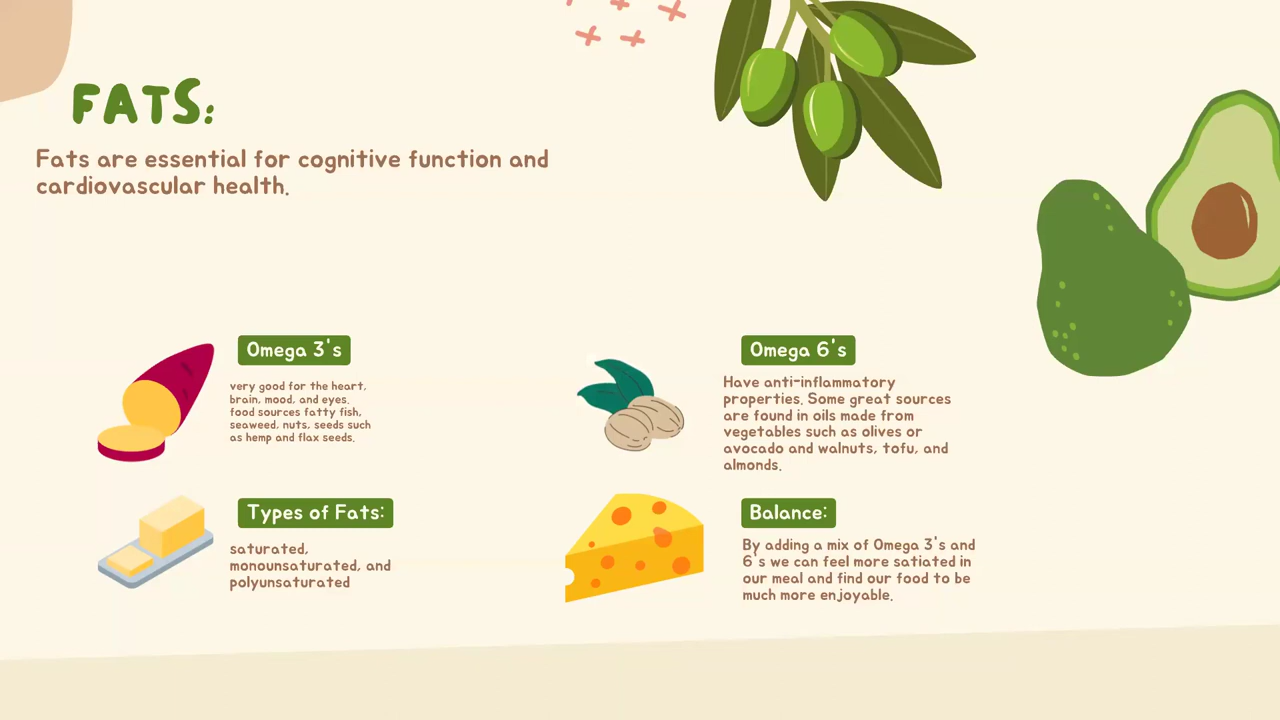 FATS:
Fats are essential for cognitive function and
cardiovascular health.
Omega 3's
very good for the heart,
brain, mood, and eyes.
food sources fatty fish,
seaweed, nuts, seeds such
as hemp and flax seeds.
Omega 6's
Have anti-inflammatory
properties. Some great sources
are found in oils made from
vegetables such as olives or
avocado and walnuts, tofu, and
almonds.
Types of Fats:
saturated,
monounsaturated, and
polyunsaturated
Balance:
By adding a mix of Omega 3's and
6's we can feel more satiated in
our meal and find our food to be
much more enjoyable.